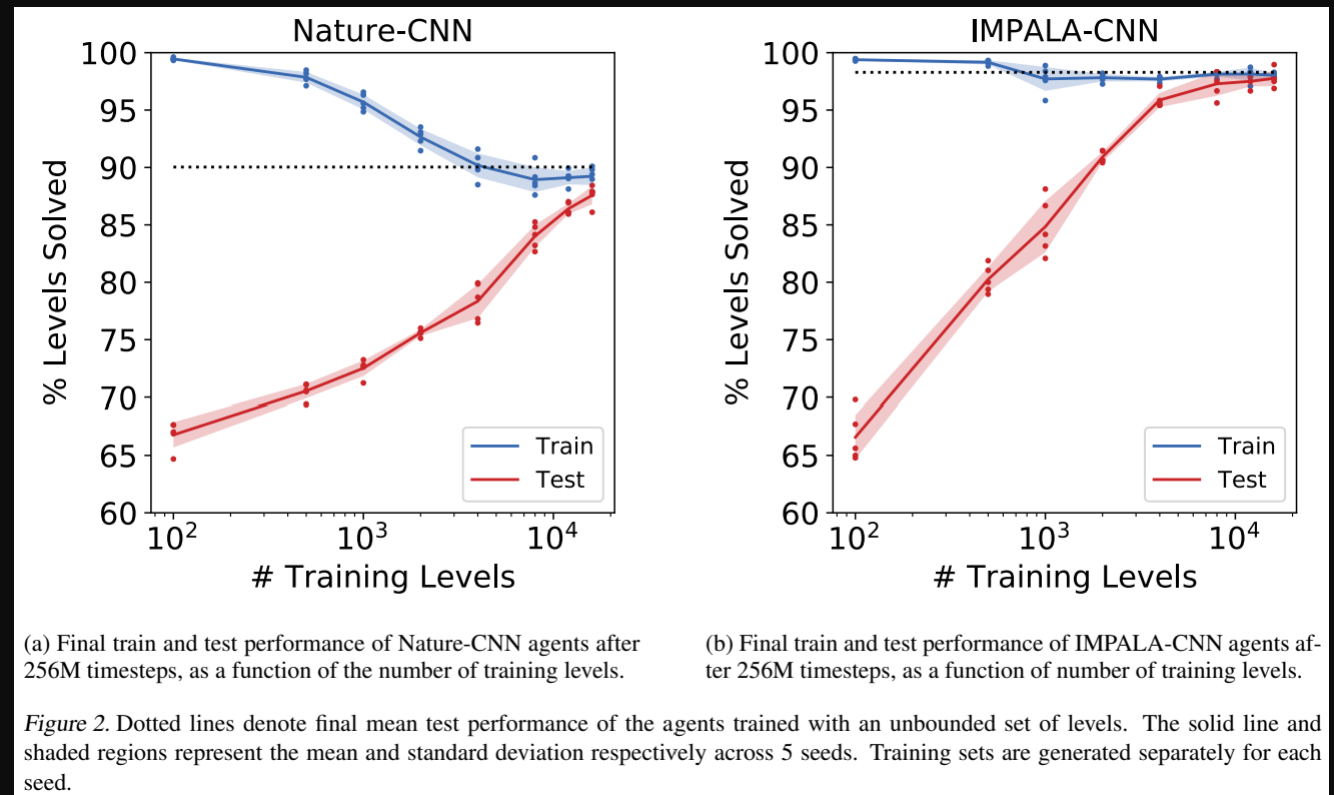 Nature-CNN
100
95
90
85
80
75
70
65
60
% Levels Solved
Train
Test
10²
10³
10⁴
# Training Levels
IMPALA-CNN
100
95
90
85
80
75
70
65
60
% Levels Solved
Train
Test
10²
10³
10⁴
# Training Levels
(a) Final train and test performance of Nature-CNN agents after
256M timesteps, as a function of the number of training levels.
(b) Final train and test performance of IMPALA-CNN agents af-
ter 256M timesteps, as a function of number of training levels.
Figure 2. Dotted lines denote final mean test performance of the agents trained with an unbounded set of levels. The solid line and
shaded regions represent the mean and standard deviation respectively across 5 seeds. Training sets are generated separately for each
seed.